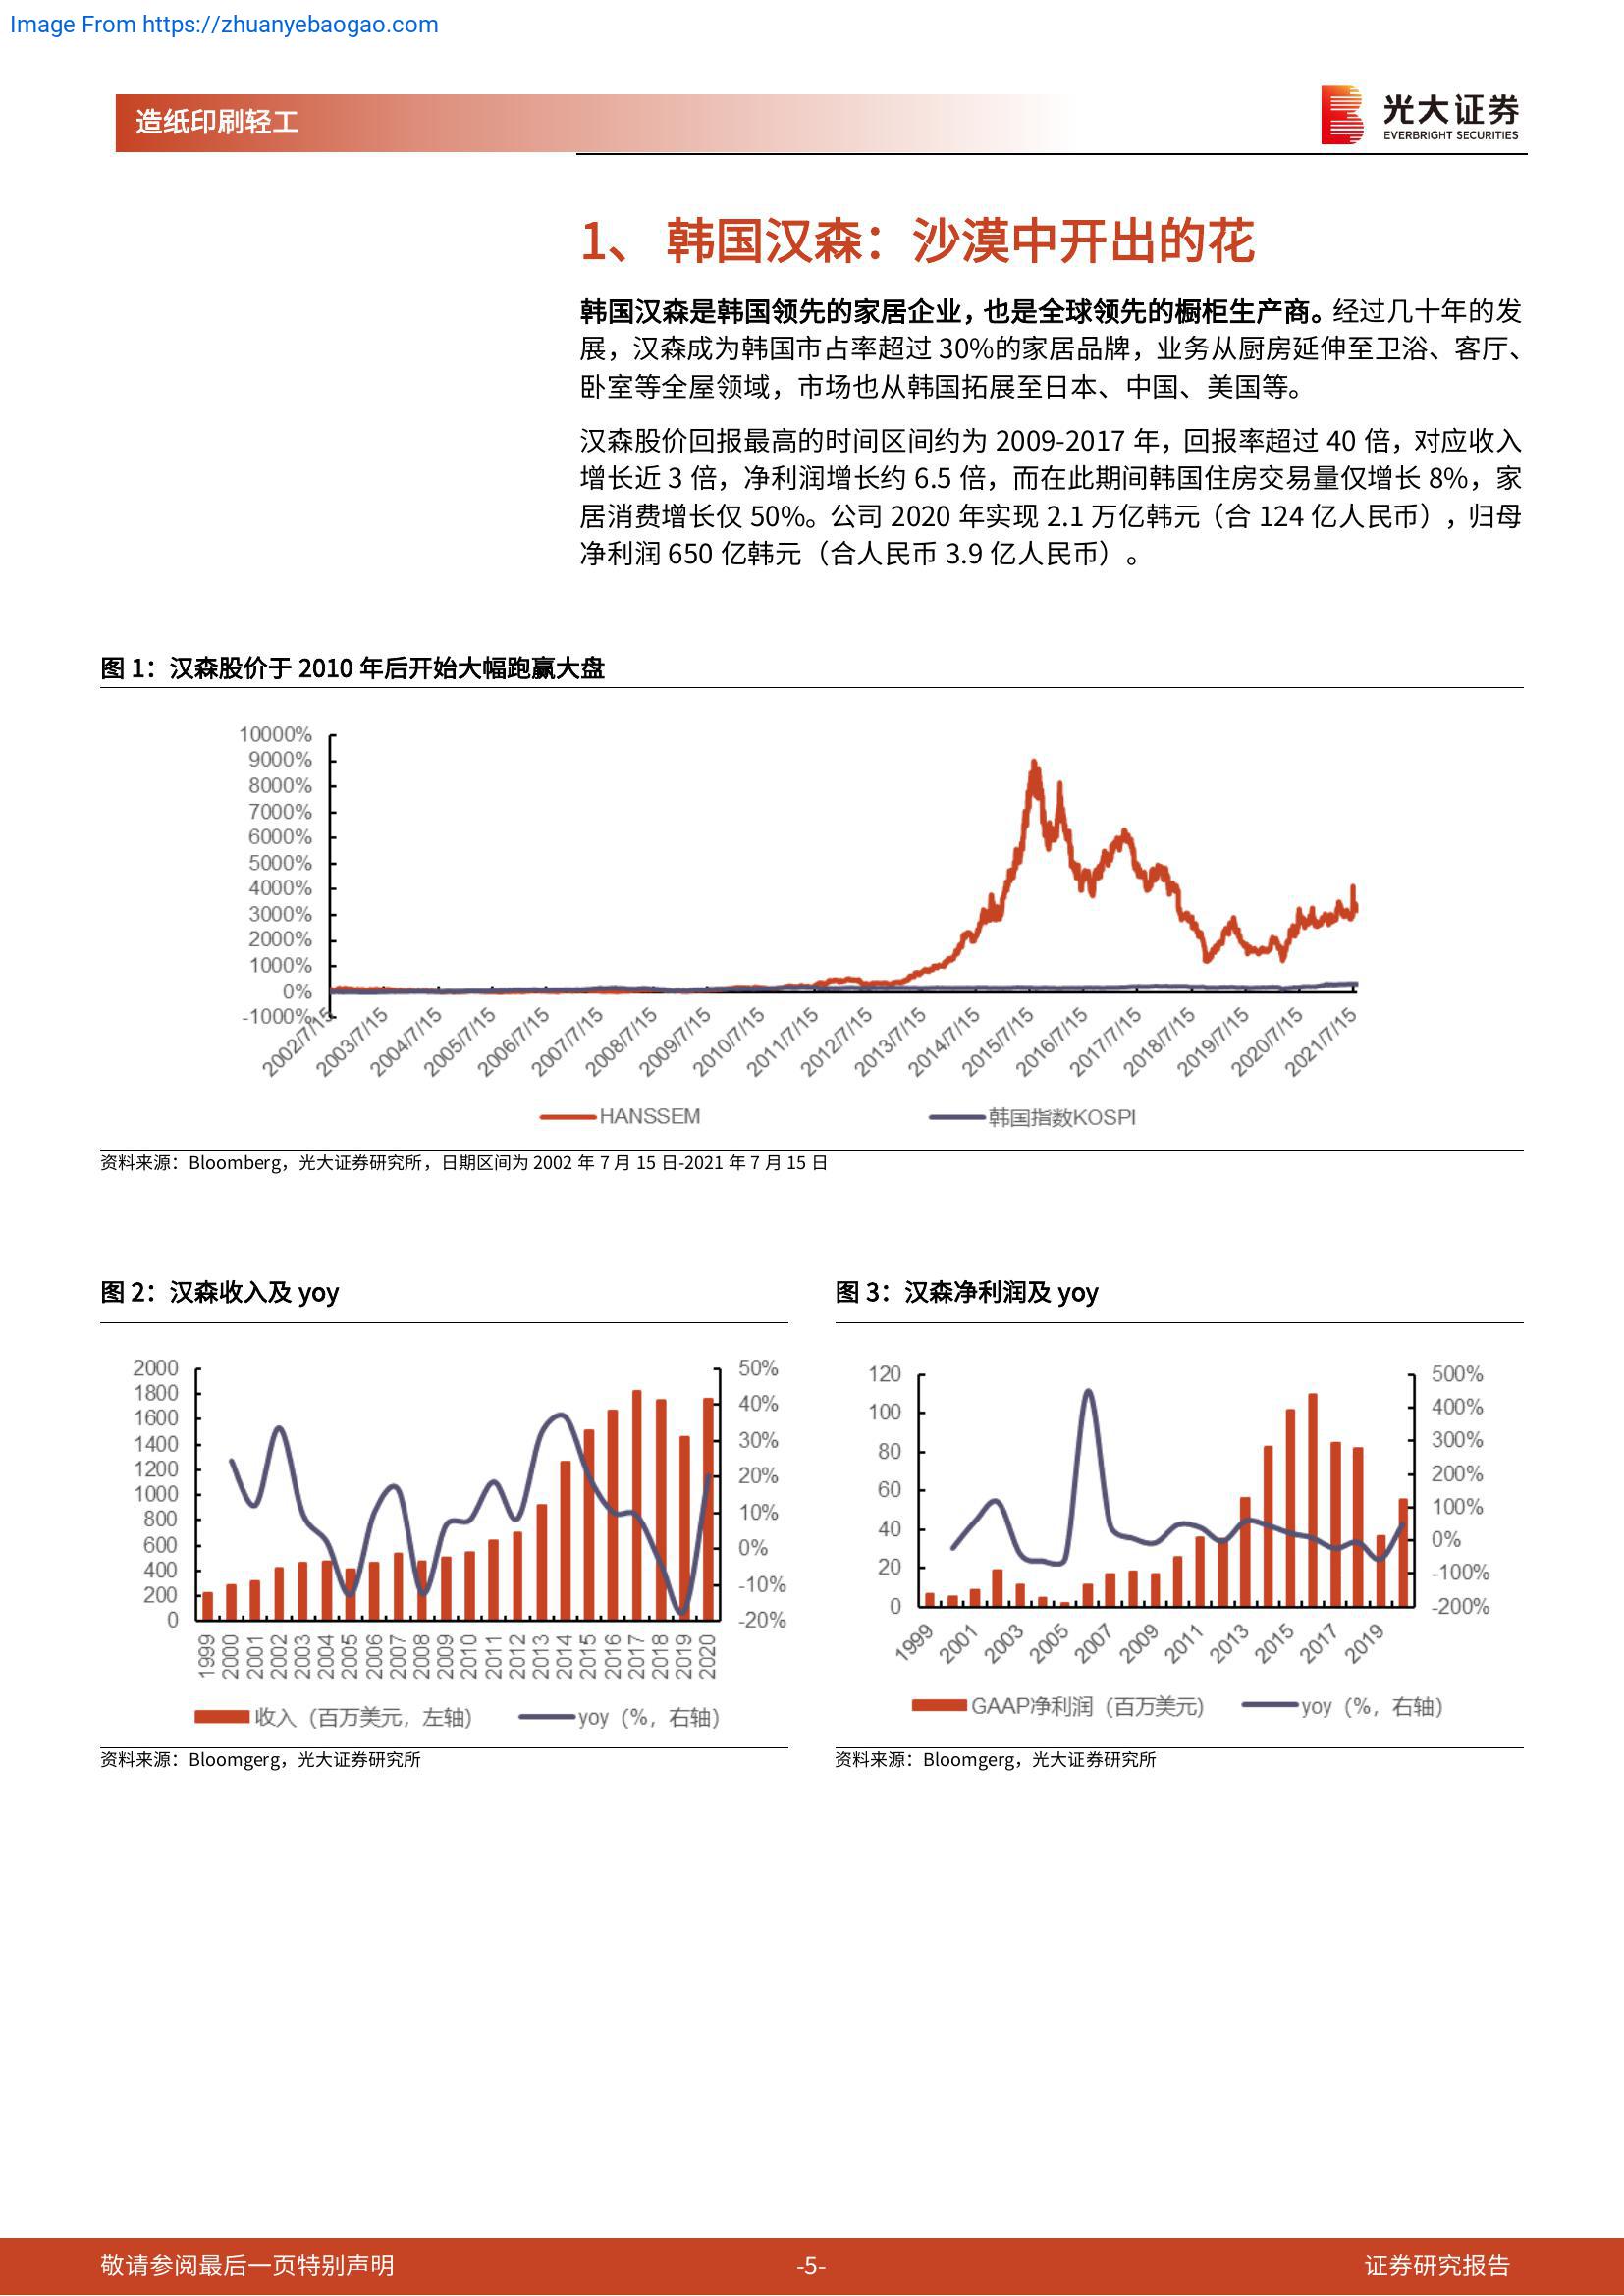 Image From https://zhuanyebaogao.com
造纸印刷轻工
光大证券
EVERBRIGHT SECURITIES
1、 韩国汉森：沙漠中开出的花
韩国汉森是韩国领先的家居企业，也是全球领先的橱柜生产商。经过几十年的发
展，汉森成为韩国市占率超过 30%的家居品牌，业务从厨房延伸至卫浴、客厅、
卧室等全屋领域，市场也从韩国拓展至日本、中国、美国等。
汉森股价回报最高的时间区间约为 2009-2017 年，回报率超过 40 倍，对应收入
增长近 3 倍，净利润增长约 6.5 倍，而在此期间韩国住房交易量仅增长 8%，家
居消费增长仅 50%。公司 2020 年实现 2.1 万亿韩元（合 124 亿人民币），归母
净利润 650 亿韩元（合人民币 3.9 亿人民币）。
图 1：汉森股价于 2010 年后开始大幅跑赢大盘
10000%
9000%
8000%
7000%
6000%
5000%
4000%
3000%
2000%
1000%
0%
-1000%
2002/7/15 2003/7/15 2004/7/15 2005/7/15 2006/7/15 2007/7/15 2008/7/15 2009/7/15 2010/7/15 2011/7/15 2012/7/15 2013/7/15 2014/7/15 2015/7/15 2016/7/15 2017/7/15 2018/7/15 2019/7/15 2020/7/15 2021/7/15
HANSSEM 韩国指数KOSPI
资料来源：Bloomberg，光大证券研究所，日期区间为 2002 年 7 月 15 日-2021 年 7 月 15 日
图 2：汉森收入及 yoy
2000
1800
1600
1400
1200
1000
800
600
400
200
0
50%
40%
30%
20%
10%
0%
-10%
-20%
1999 2000 2001 2002 2003 2004 2005 2006 2007 2008 2009 2010 2011 2012 2013 2014 2015 2016 2017 2018 2019 2020
收入（百万美元，左轴） yoy（%，右轴）
资料来源：Bloomgerg，光大证券研究所
图 3：汉森净利润及 yoy
120
100
80
60
40
20
0
500%
400%
300%
200%
100%
0%
-100%
-200%
1999 2001 2003 2005 2007 2009 2011 2013 2015 2017 2019
GAAP净利润（百万美元） yoy（%，右轴）
资料来源：Bloomgerg，光大证券研究所
敬请参阅最后一页特别声明
-5-
证券研究报告